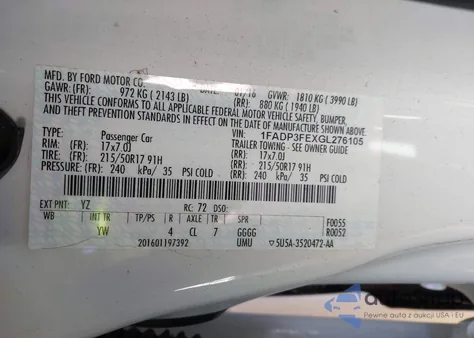 MFD. BY FORD MOTOR CO. 01/16 GVWR: 1810 KG (3990 LB)
GAWR: (FR): 972 KG (2143 LB) (RR): 880 KG (1940 LB)
THIS VEHICLE CONFORMS TO ALL APPLICABLE FEDERAL MOTOR VEHICLE SAFETY, BUMPER,
AND THEFT PREVENTION STANDARDS IN EFFECT ON THE DATE OF MANUFACTURE SHOWN ABOVE.
VIN: 1FADP3FEXGL276105
TYPE: Passenger Car TRAILER TOWING - SEE OWNER GUIDE
RIM: (FR) 17x7.0J (RR) 17x7.0J
TIRE: (FR) 215/50R17 91H (RR) 215/50R17 91H
PRESSURE: (FR) 240 kPa/ 35 PSI COLD (RR) 240 kPa/ 35 PSI COLD
EXT PNT: YZ RC: 72 DSO:
WB INT TR TP/PS R AXLE TR SPR F0055
YW 4 CL 7 GGGG R0052
201601197392 UMU ▽5U5A-3520472-AA
Pewne auto z aukcji USA i EU